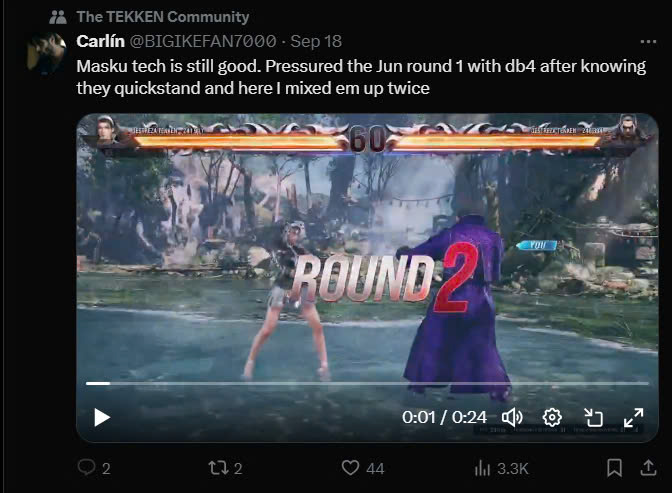 The TEKKEN Community
Carlín @BIGIKEFAN7000 · Sep 18
Masku tech is still good. Pressured the Jun round 1 with db4 after knowing
they quickstand and here I mixed em up twice
60
ROUND 2
YOU
0:01 / 0:24
2
2
44
3.3K